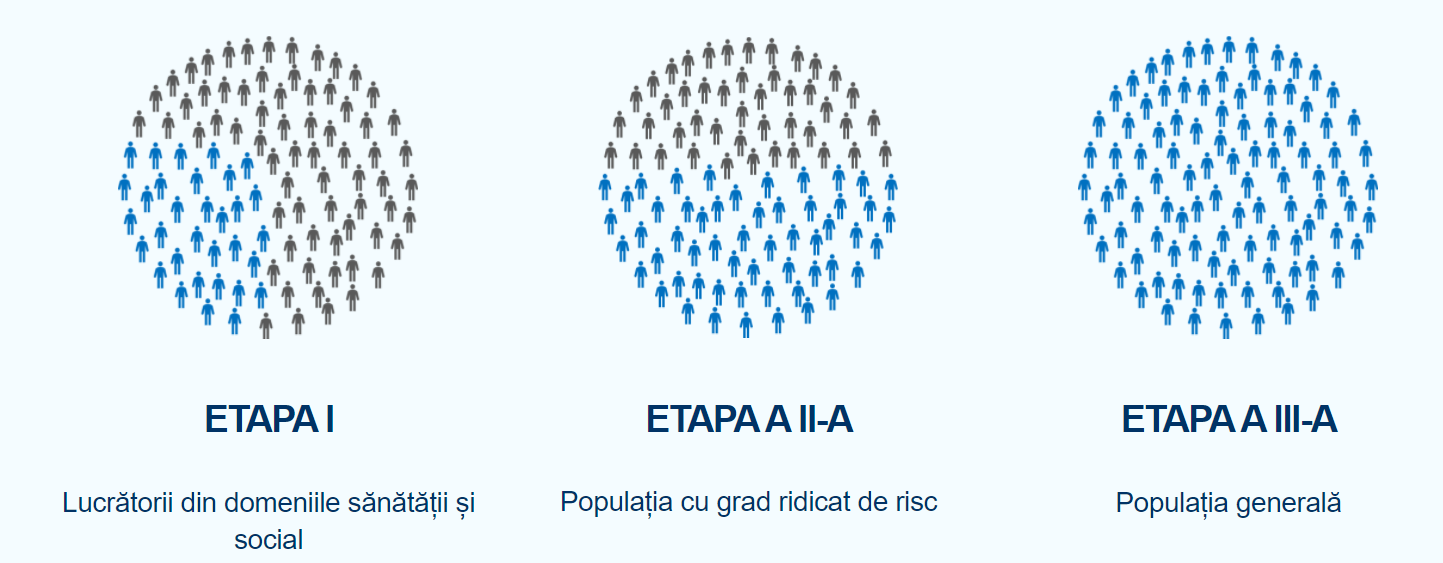 ETAPA I
Lucrătorii din domeniile sănătății și
social
ETAPA A II-A
Populația cu grad ridicat de risc
ETAPA A III-A
Populația generală